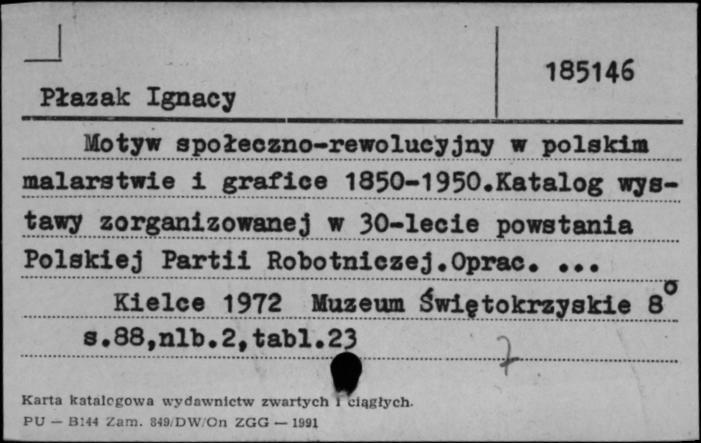 185146
Płazak Ignacy
Motyw społeczno-rewolucyjny w polskim
malarstwie i grafice 1850-1950.Katalog wys-
tawy zorganizowanej w 30-lecie powstania
Polskiej Partii Robotniczej.Oprac. ...
Kielce 1972 Muzeum Świętokrzyskie 8°
s.88,nlb.2,tabl.23
Karta katalogowa wydawnictw zwartych i ciągłych.
PU — B144 Zam. 849/DW/On ZGG — 1991